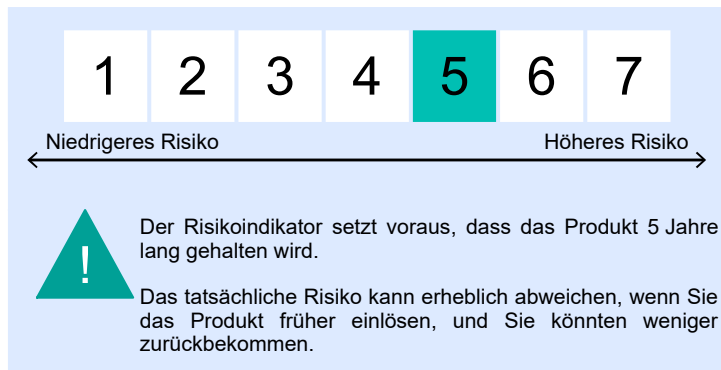 1 2 3 4 5 6 7
Niedrigeres Risiko Höheres Risiko
!
Der Risikoindikator setzt voraus, dass das Produkt 5 Jahre
lang gehalten wird.
Das tatsächliche Risiko kann erheblich abweichen, wenn Sie
das Produkt früher einlösen, und Sie könnten weniger
zurückbekommen.